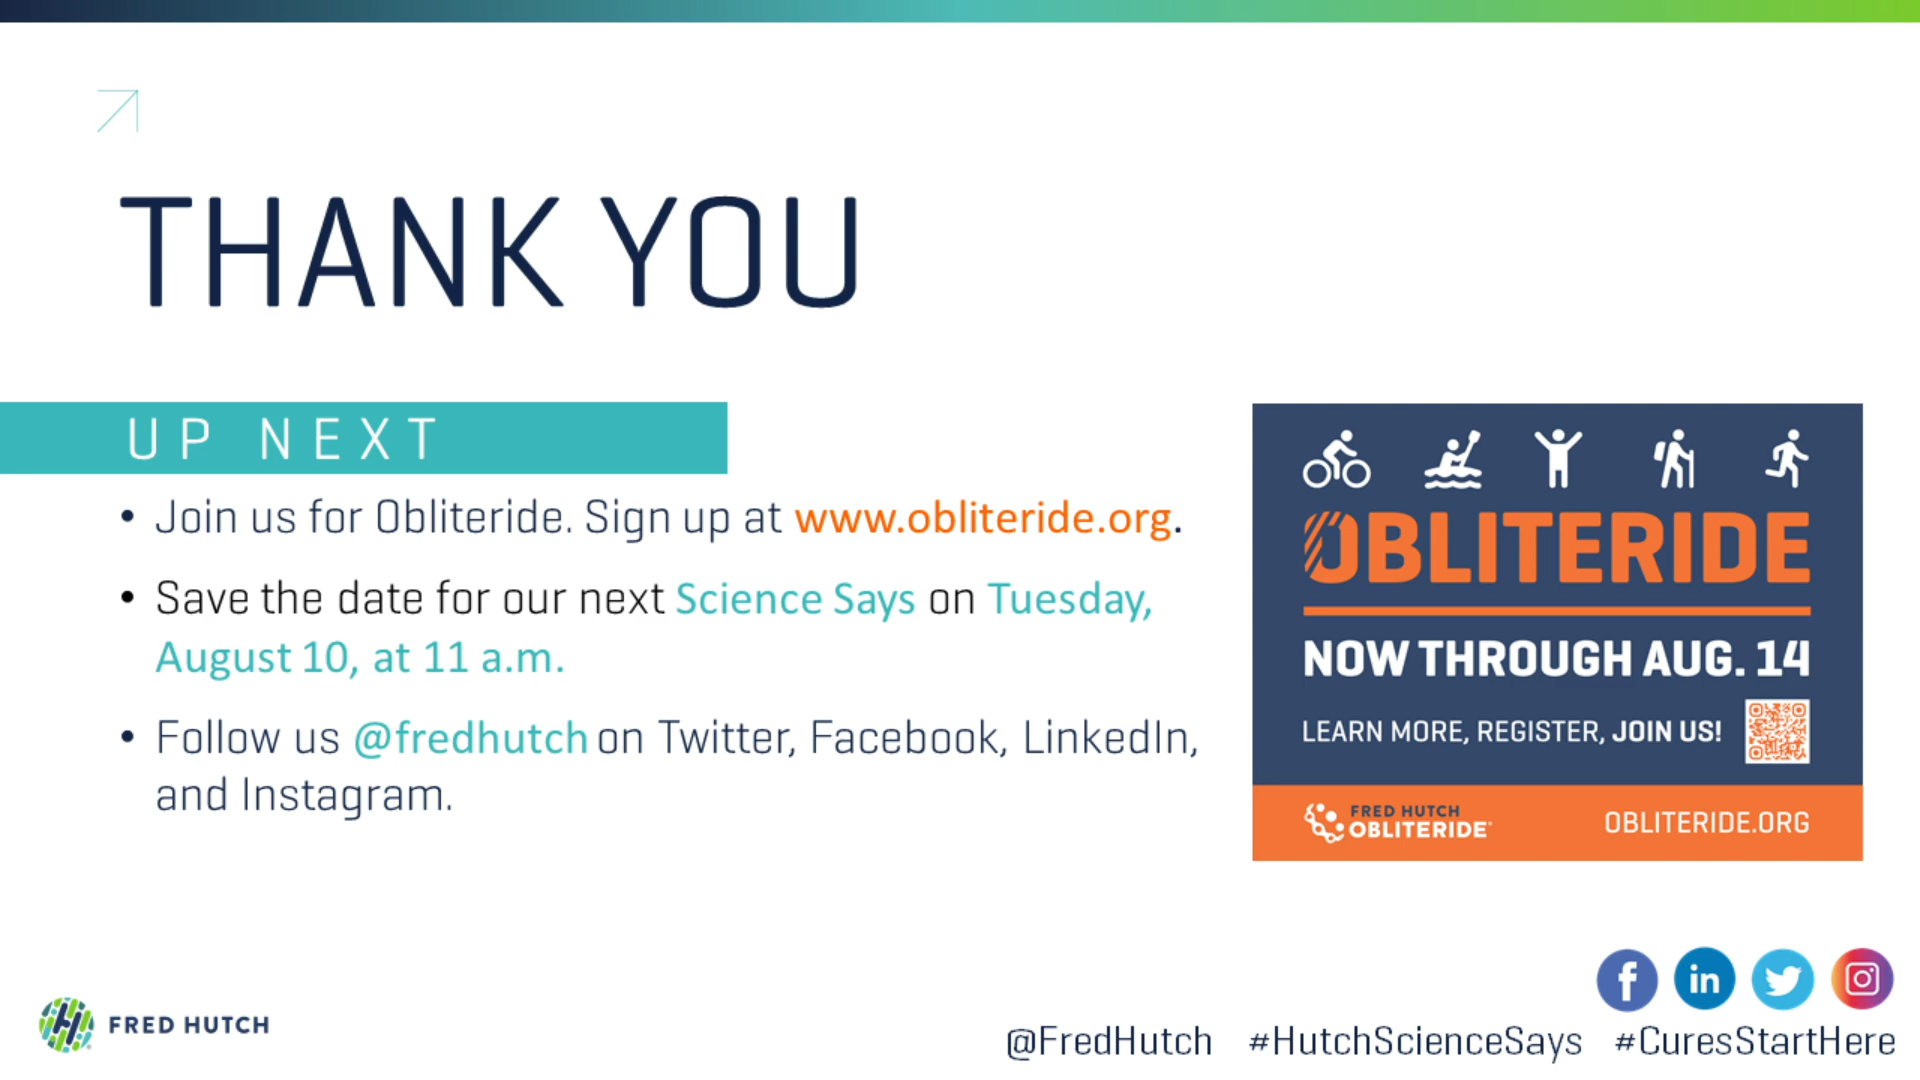 THANK YOU
UP NEXT
• Join us for Obliteride. Sign up at www.obliteride.org.
• Save the date for our next Science Says on Tuesday,
August 10, at 11 a.m.
• Follow us @fredhutch on Twitter, Facebook, LinkedIn,
and Instagram.
OBLITERIDE
NOW THROUGH AUG. 14
LEARN MORE, REGISTER, JOIN US!
FRED HUTCH
OBLITERIDE
OBLITERIDE.ORG
FRED HUTCH
@FredHutch #HutchScienceSays #CuresStartHere